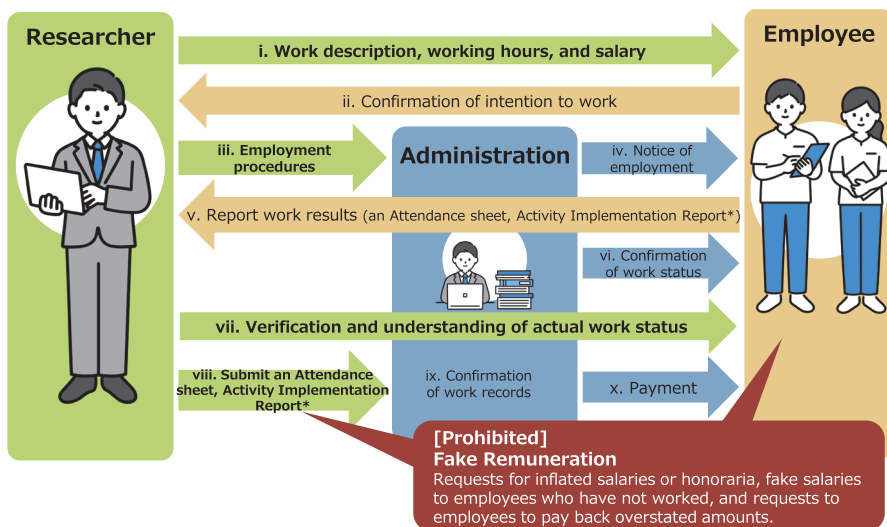 Researcher
Employee
i. Work description, working hours, and salary
ii. Confirmation of intention to work
iii. Employment
procedures
Administration
iv. Notice of
employment
v. Report work results (an Attendance sheet, Activity Implementation Report*)
vi. Confirmation
of work status
vii. Verification and understanding of actual work status
viii. Submit an Attendance
sheet, Activity Implementation
Report*
ix. Confirmation
of work records
x. Payment
[Prohibited]
Fake Remuneration
Requests for inflated salaries or honoraria, fake salaries
to employees who have not worked, and requests to
employees to pay back overstated amounts.